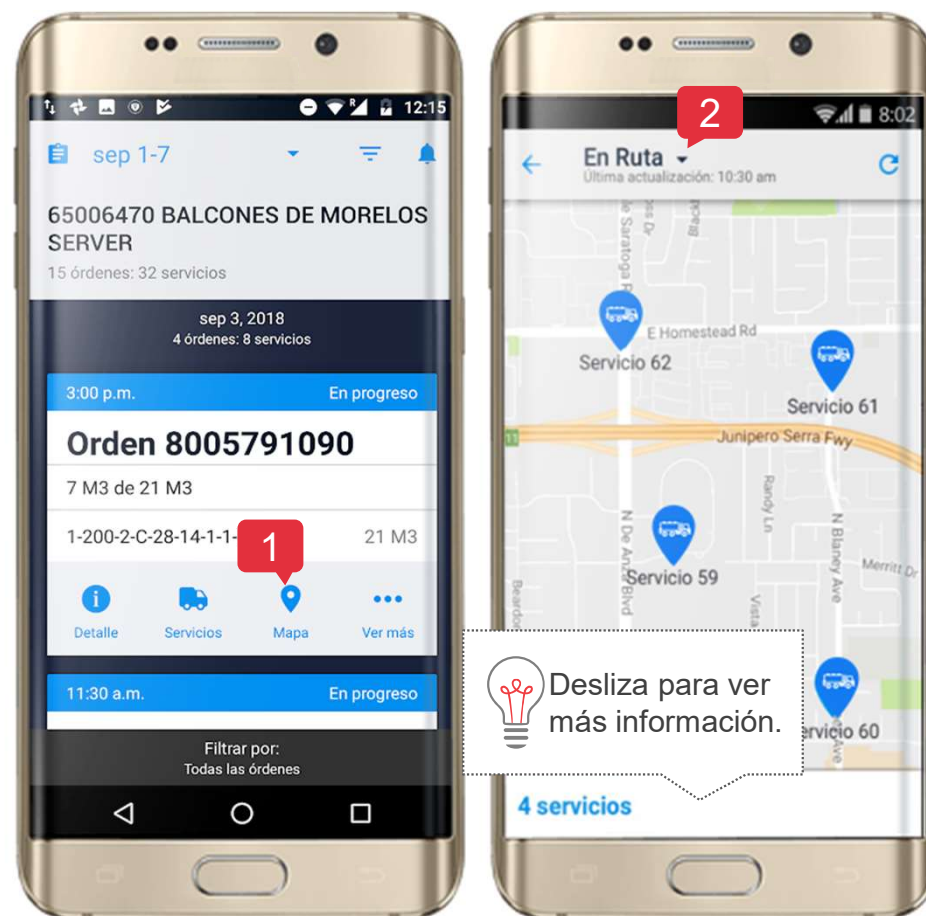 12:15
sep 1-7
65006470 BALCONES DE MORELOS
SERVER
15 órdenes: 32 servicios
sep 3, 2018
4 órdenes: 8 servicios
3:00 p.m.
En progreso
Orden 8005791090
7 M3 de 21 M3
1-200-2-C-28-14-1-1-
21 M3
1
Detalle
Servicios
Mapa
Ver más
11:30 a.m.
En progreso
Filtrar por:
Todas las órdenes
8:02
2
En Ruta
Última actualización: 10:30 am
Saratoga
E Homestead Rd
Servicio 62
Servicio 61
Junipero Serra Fwy
Randy Ln
N De Anza Blvd
N Blaney Ave
Merritt Dr
Servicio 59
Vista
Desliza para ver
más información.
ervicio 60
Ave
4 servicios